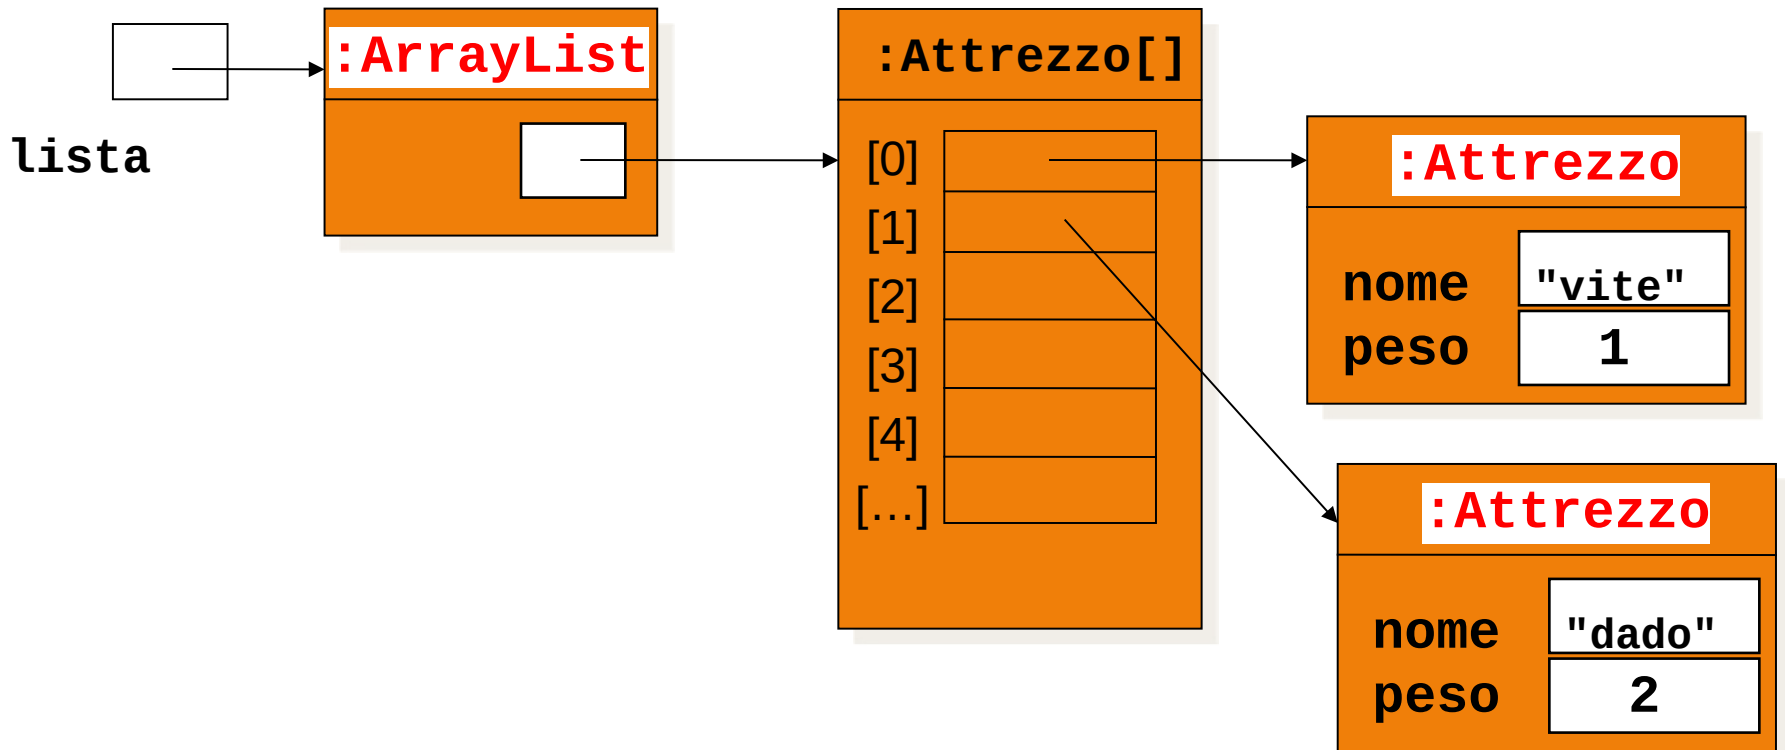 :ArrayList
lista
:Attrezzo[]
[0]
[1]
[2]
[3]
[4]
[...]
:Attrezzo
nome "vite"
peso 1
:Attrezzo
nome "dado"
peso 2